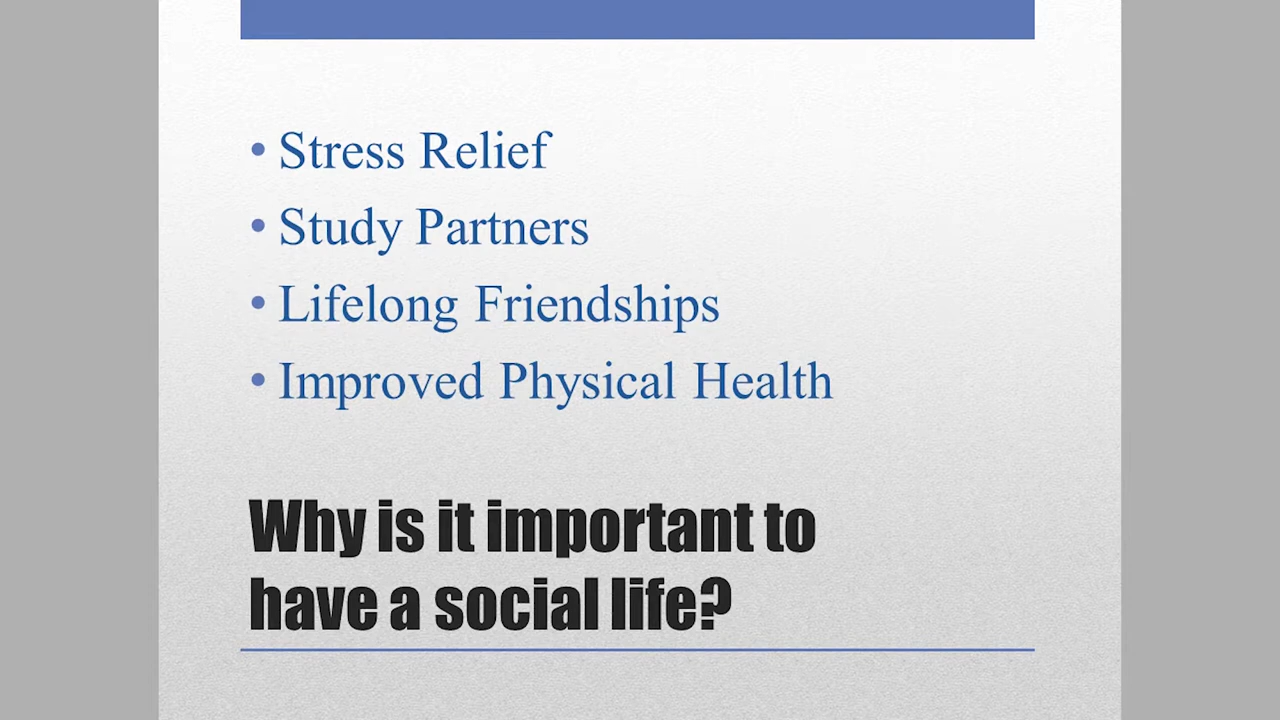 • Stress Relief
• Study Partners
• Lifelong Friendships
• Improved Physical Health
Why is it important to
have a social life?